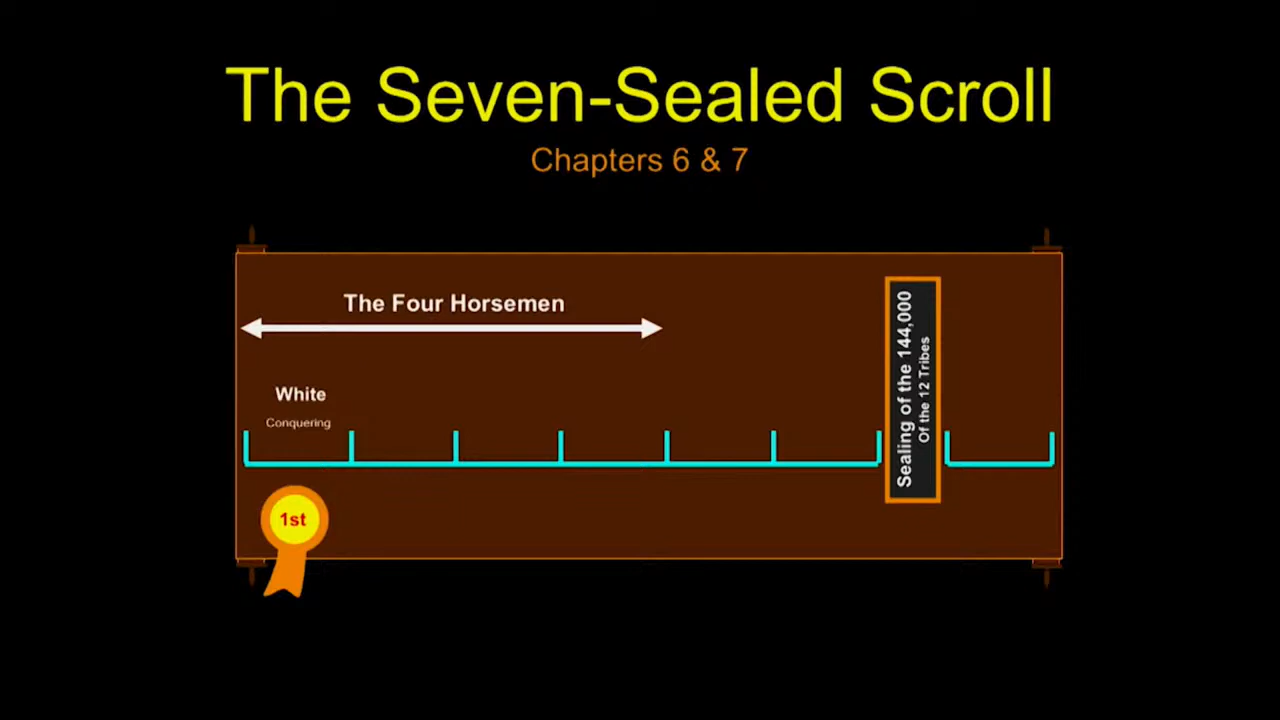 The Seven-Sealed Scroll
Chapters 6 & 7
The Four Horsemen
White
Conquering
1st
Sealing of the 144,000
Of the 12 Tribes